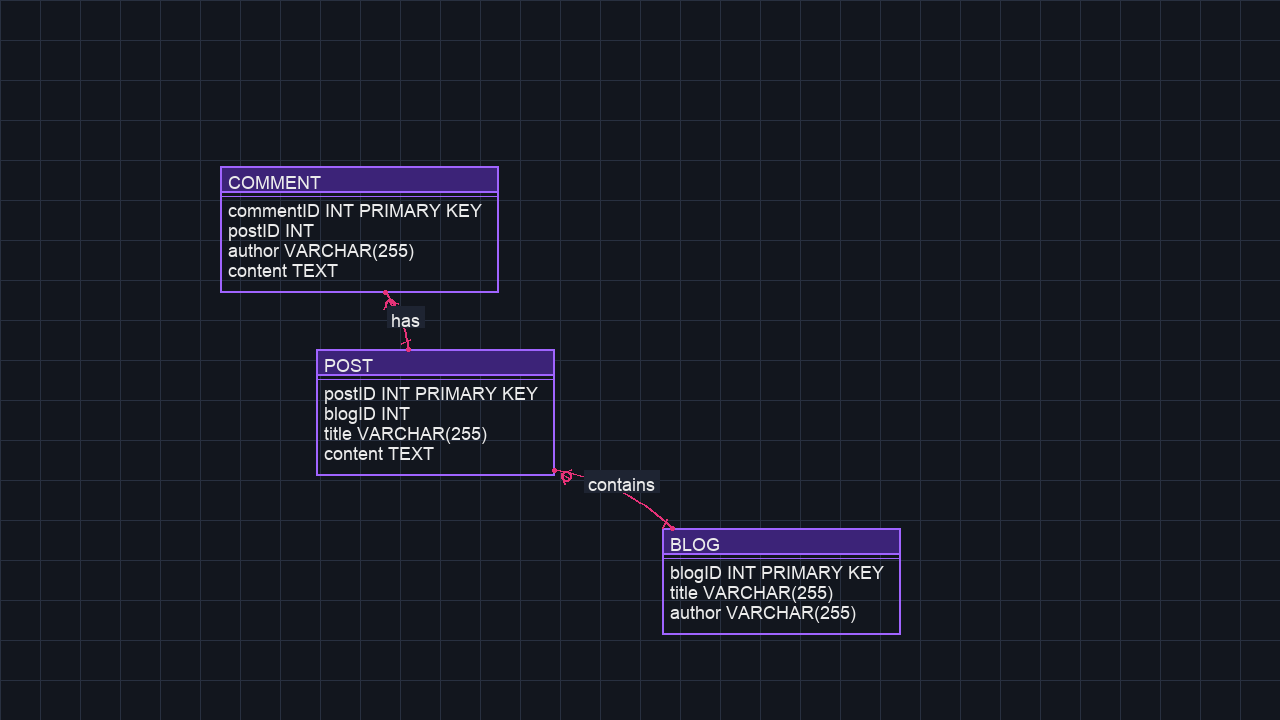 COMMENT
commentID INT PRIMARY KEY
postID INT
author VARCHAR(255)
content TEXT
has
POST
postID INT PRIMARY KEY
blogID INT
title VARCHAR(255)
content TEXT
contains
BLOG
blogID INT PRIMARY KEY
title VARCHAR(255)
author VARCHAR(255)